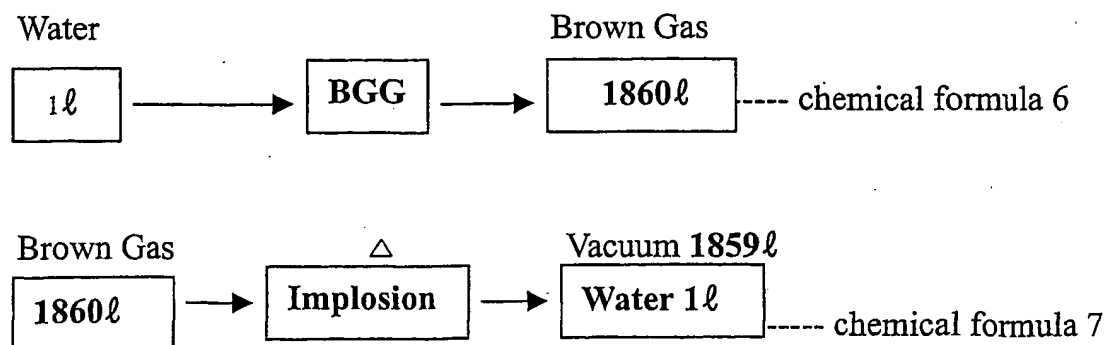 Water
Brown Gas
1ℓ
BGG
1860ℓ
----- chemical formula 6
Brown Gas
△
Vacuum 1859ℓ
1860ℓ
Implosion
Water 1ℓ
----- chemical formula 7